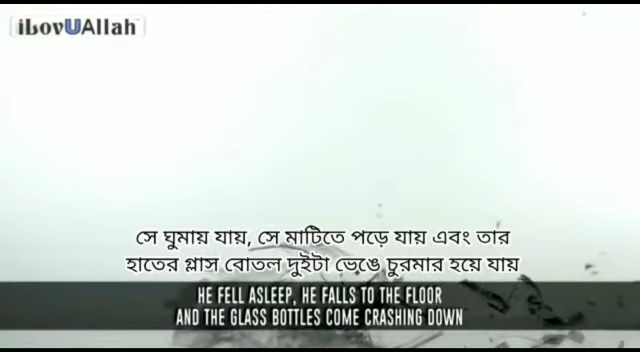 iLovUAllah
সে ঘুমায় যায়, সে মাটিতে পড়ে যায় এবং তার
হাতের গ্লাস বোতল দুইটা ভেঙে চুরমার হয়ে যায়
HE FELL ASLEEP, HE FALLS TO THE FLOOR
AND THE GLASS BOTTLES COME CRASHING DOWN